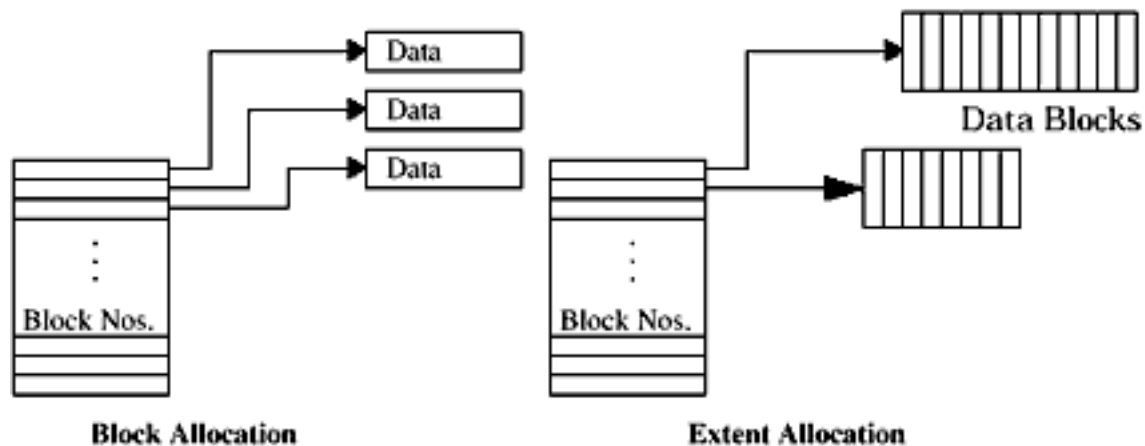 Data
Data
Data
Block Nos.
Block Allocation
Data Blocks
Block Nos.
Extent Allocation